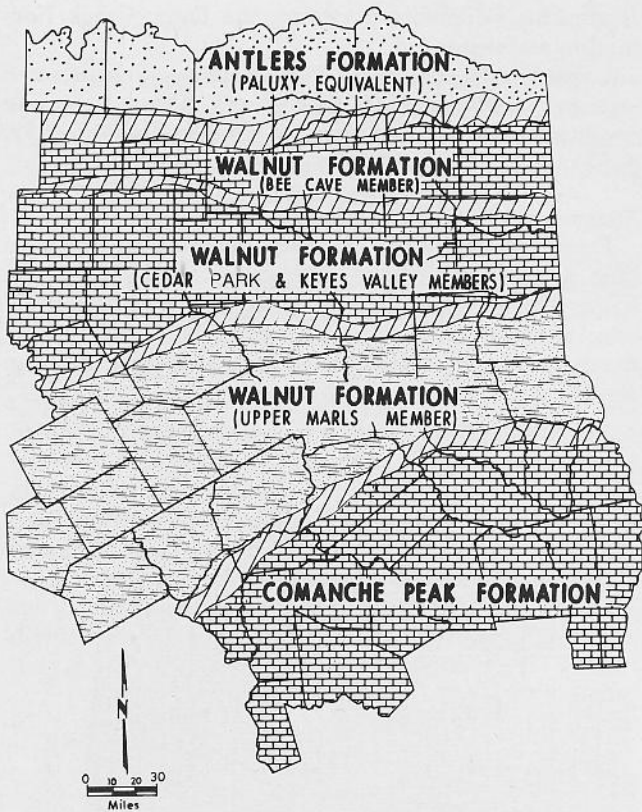 ANTLERS FORMATION
(PALUXY- EQUIVALENT)
WALNUT FORMATION
(BEE CAVE MEMBER)
WALNUT FORMATION
(CEDAR PARK & KEYES VALLEY MEMBERS)
WALNUT FORMATION
(UPPER MARLS MEMBER)
COMANCHE PEAK FORMATION
N
0 10 20 30
Miles